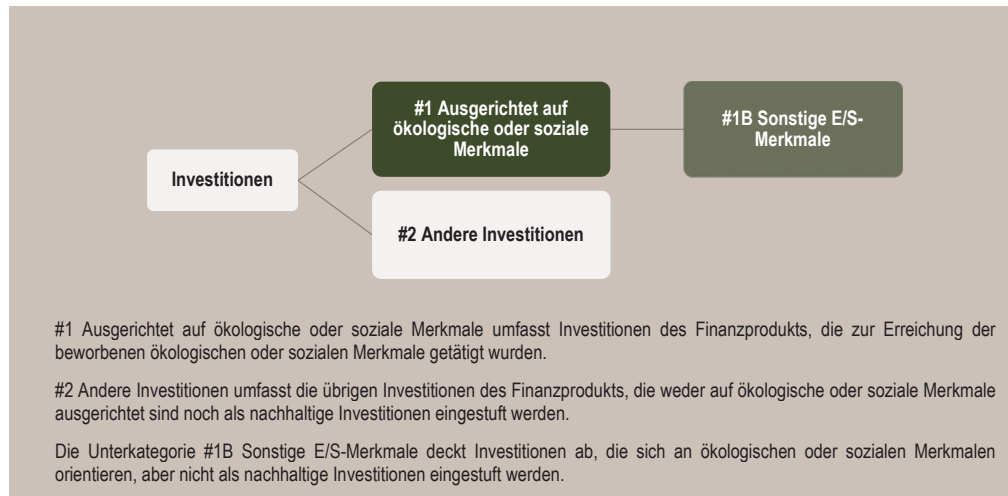 #1 Ausgerichtet auf
ökologische oder soziale
Merkmale
#1B Sonstige E/S-
Merkmale
Investitionen
#2 Andere Investitionen
#1 Ausgerichtet auf ökologische oder soziale Merkmale umfasst Investitionen des Finanzprodukts, die zur Erreichung der
beworbenen ökologischen oder sozialen Merkmale getätigt wurden.
#2 Andere Investitionen umfasst die übrigen Investitionen des Finanzprodukts, die weder auf ökologische oder soziale Merkmale
ausgerichtet sind noch als nachhaltige Investitionen eingestuft werden.
Die Unterkategorie #1B Sonstige E/S-Merkmale deckt Investitionen ab, die sich an ökologischen oder sozialen Merkmalen
orientieren, aber nicht als nachhaltige Investitionen eingestuft werden.